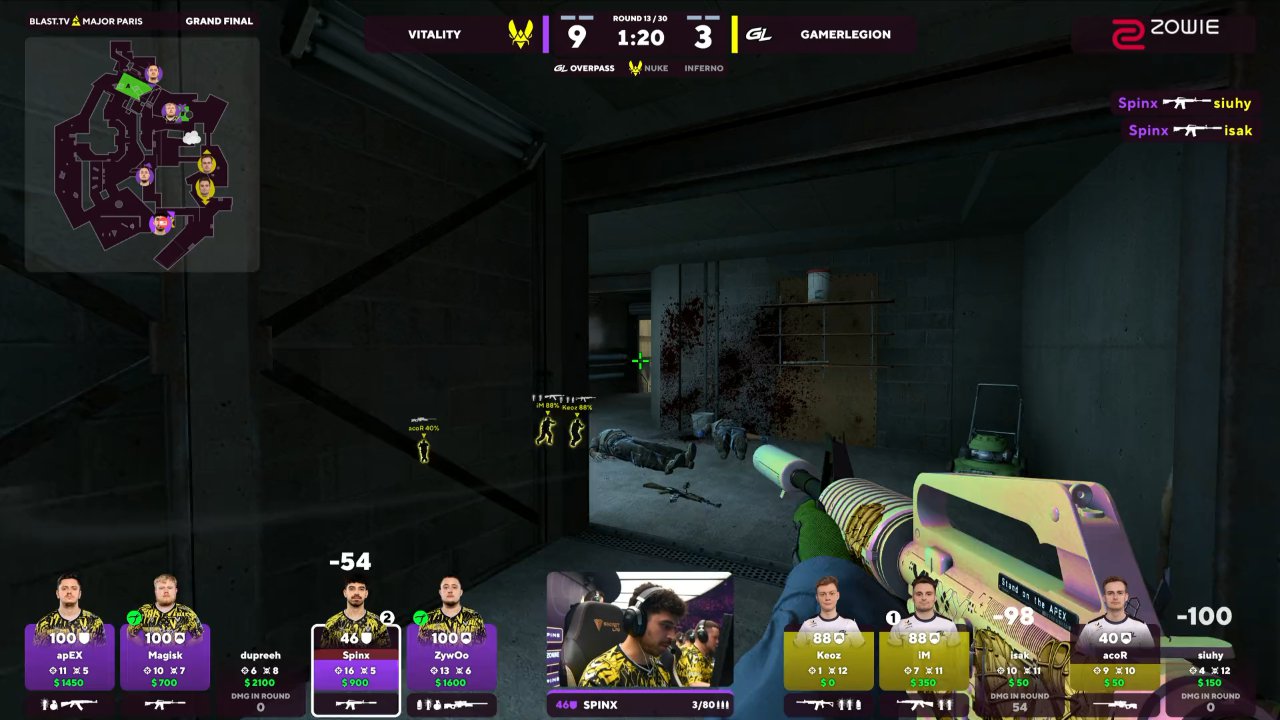 BLAST.TV MAJOR PARIS GRAND FINAL
VITALITY 9 ROUND 13 / 30 1:20 3 GL GAMERLEGION
GL OVERPASS NUKE INFERNO
ZOWIE
Spinx siuhy
Spinx isak
A
acoR 40%
iM 88% Keoz 88%
Stand on the APEX
-54
2
100 apEX 11 5 $1450
100 Magisk 10 7 $700
dupreeh 6 8 $2100
DMG IN ROUND
0
46 Spinx 16 5 $900
100 ZywOo 13 6 $1600
46 SPINX 3/80
88 Keoz 1 12 $0
1
88 iM 7 11 $350
-98
isak 10 11 $50
DMG IN ROUND
54
40 acoR 9 10 $50
-100
siuhy 4 12 $150
DMG IN ROUND
0